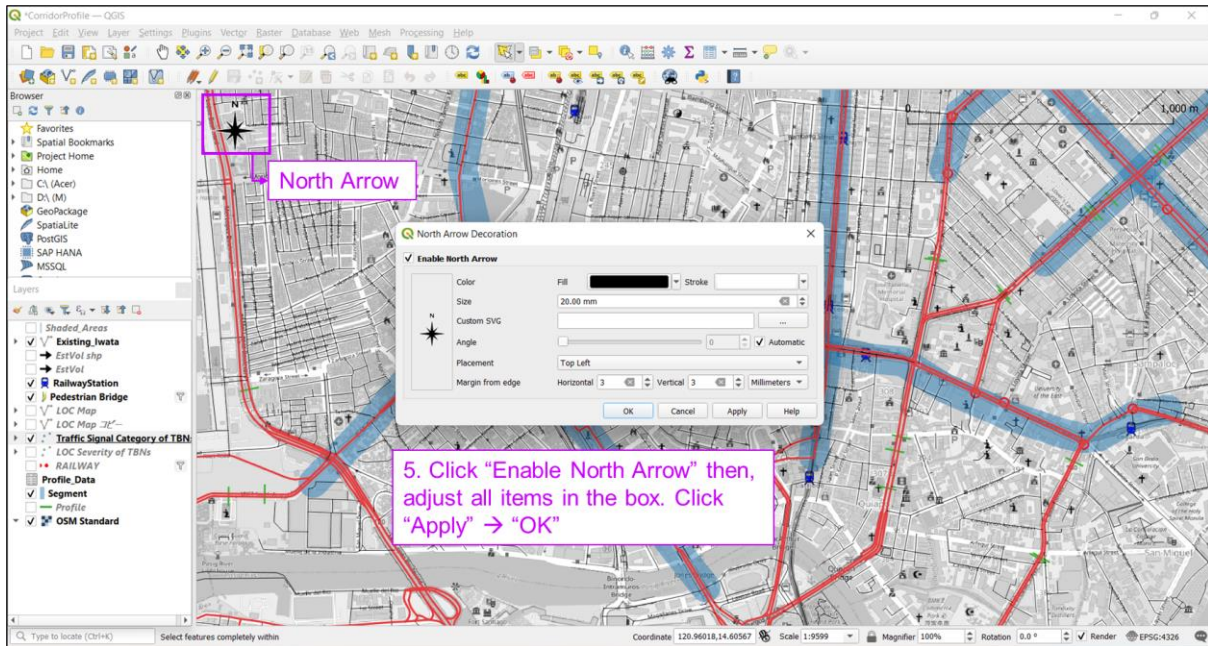 *CorridorProfile — QGIS
Project Edit View Layer Settings Plugins Vector Raster Database Web Mesh Processing Help
Browser
Favorites
Spatial Bookmarks
Project Home
Home
C:\ (Acer)
D:\ (M)
GeoPackage
SpatiaLite
PostGIS
SAP HANA
MSSQL
Layers
Shaded_Areas
Existing_Iwata
EstVol shp
EstVol
RailwayStation
Pedestrian Bridge
LOC Map
LOC Map コピー
Traffic Signal Category of TBN
LOC Severity of TBNs
RAILWAY
Profile_Data
Segment
Profile
OSM Standard
N
North Arrow
0 1,000 m
North Arrow Decoration
Enable North Arrow
N
Color Fill Stroke
Size 20.00 mm
Custom SVG ...
Angle 0 Automatic
Placement Top Left
Margin from edge Horizontal 3 Vertical 3 Millimeters
OK Cancel Apply Help
5. Click “Enable North Arrow” then,
adjust all items in the box. Click
“Apply” → “OK”
San Miguel
Type to locate (Ctrl+K) Select features completely within Coordinate 120.96018,14.60567 Scale 1:9599 Magnifier 100% Rotation 0.0 ° Render EPSG:4326